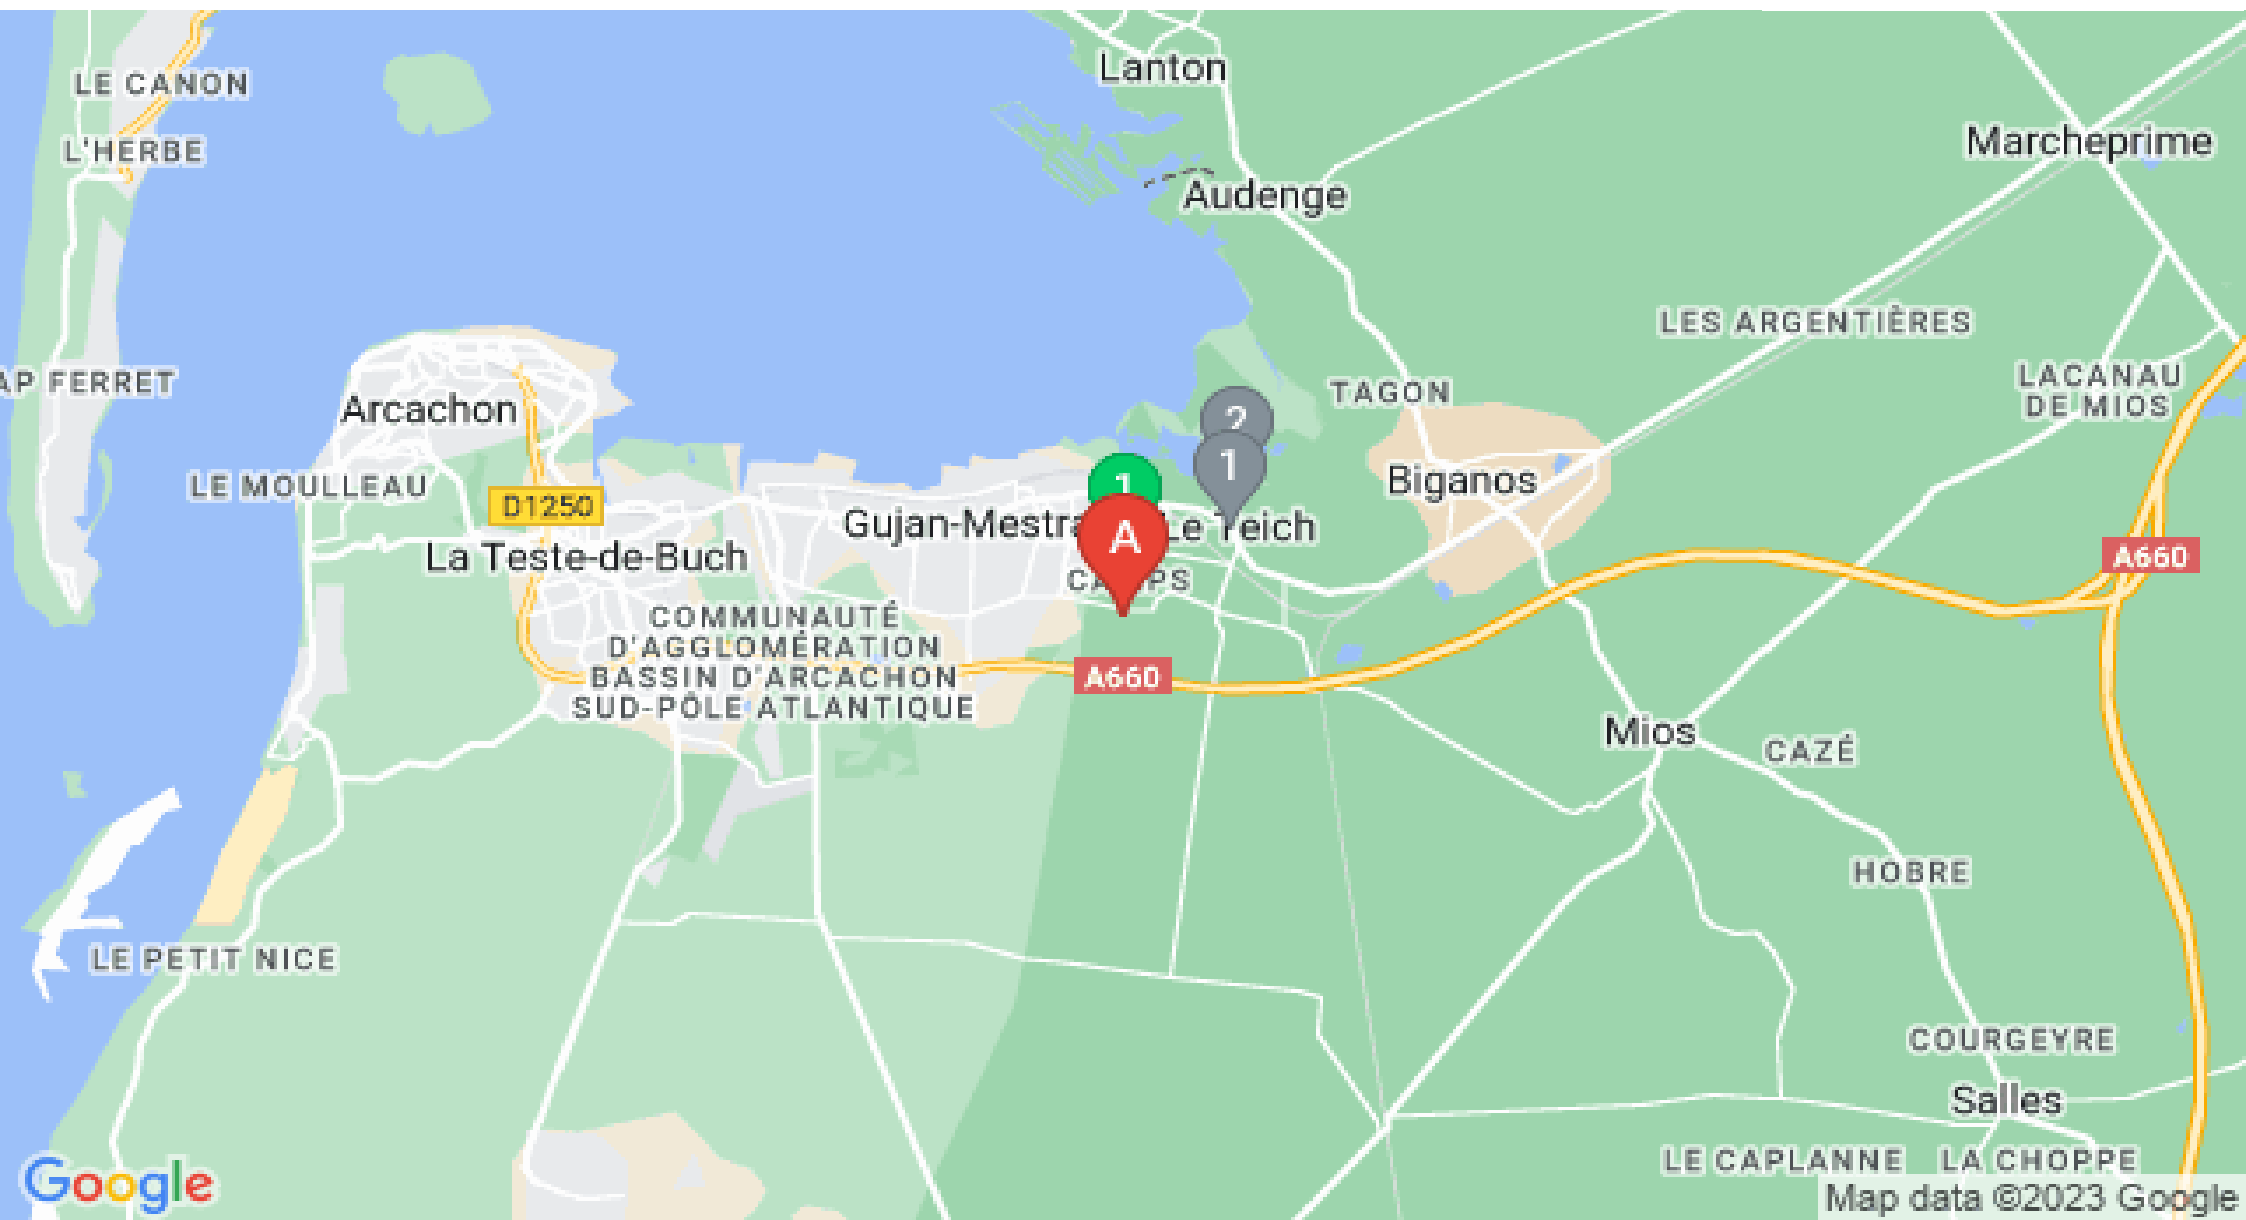 Lanton
LE CANON
L'HERBE
Marcheprime
Audenge
LES ARGENTIÈRES
AP FERRET
TAGON
LACANAU
DE MIOS
Arcachon
2
1
1
LE MOULLEAU
D1250
Biganos
Gujan-Mestra
A
Le Teich
La Teste-de-Buch
A660
COMMUNAUTÉ
D'AGGLOMÉRATION
BASSIN D'ARCACHON
SUD-PÔLE ATLANTIQUE
A660
Mios
CAZÉ
HOBRE
LE PETIT NICE
COURGEYRE
Salles
LE CAPLANNE
LA CHOPPE
Google
Map data ©2023 Google